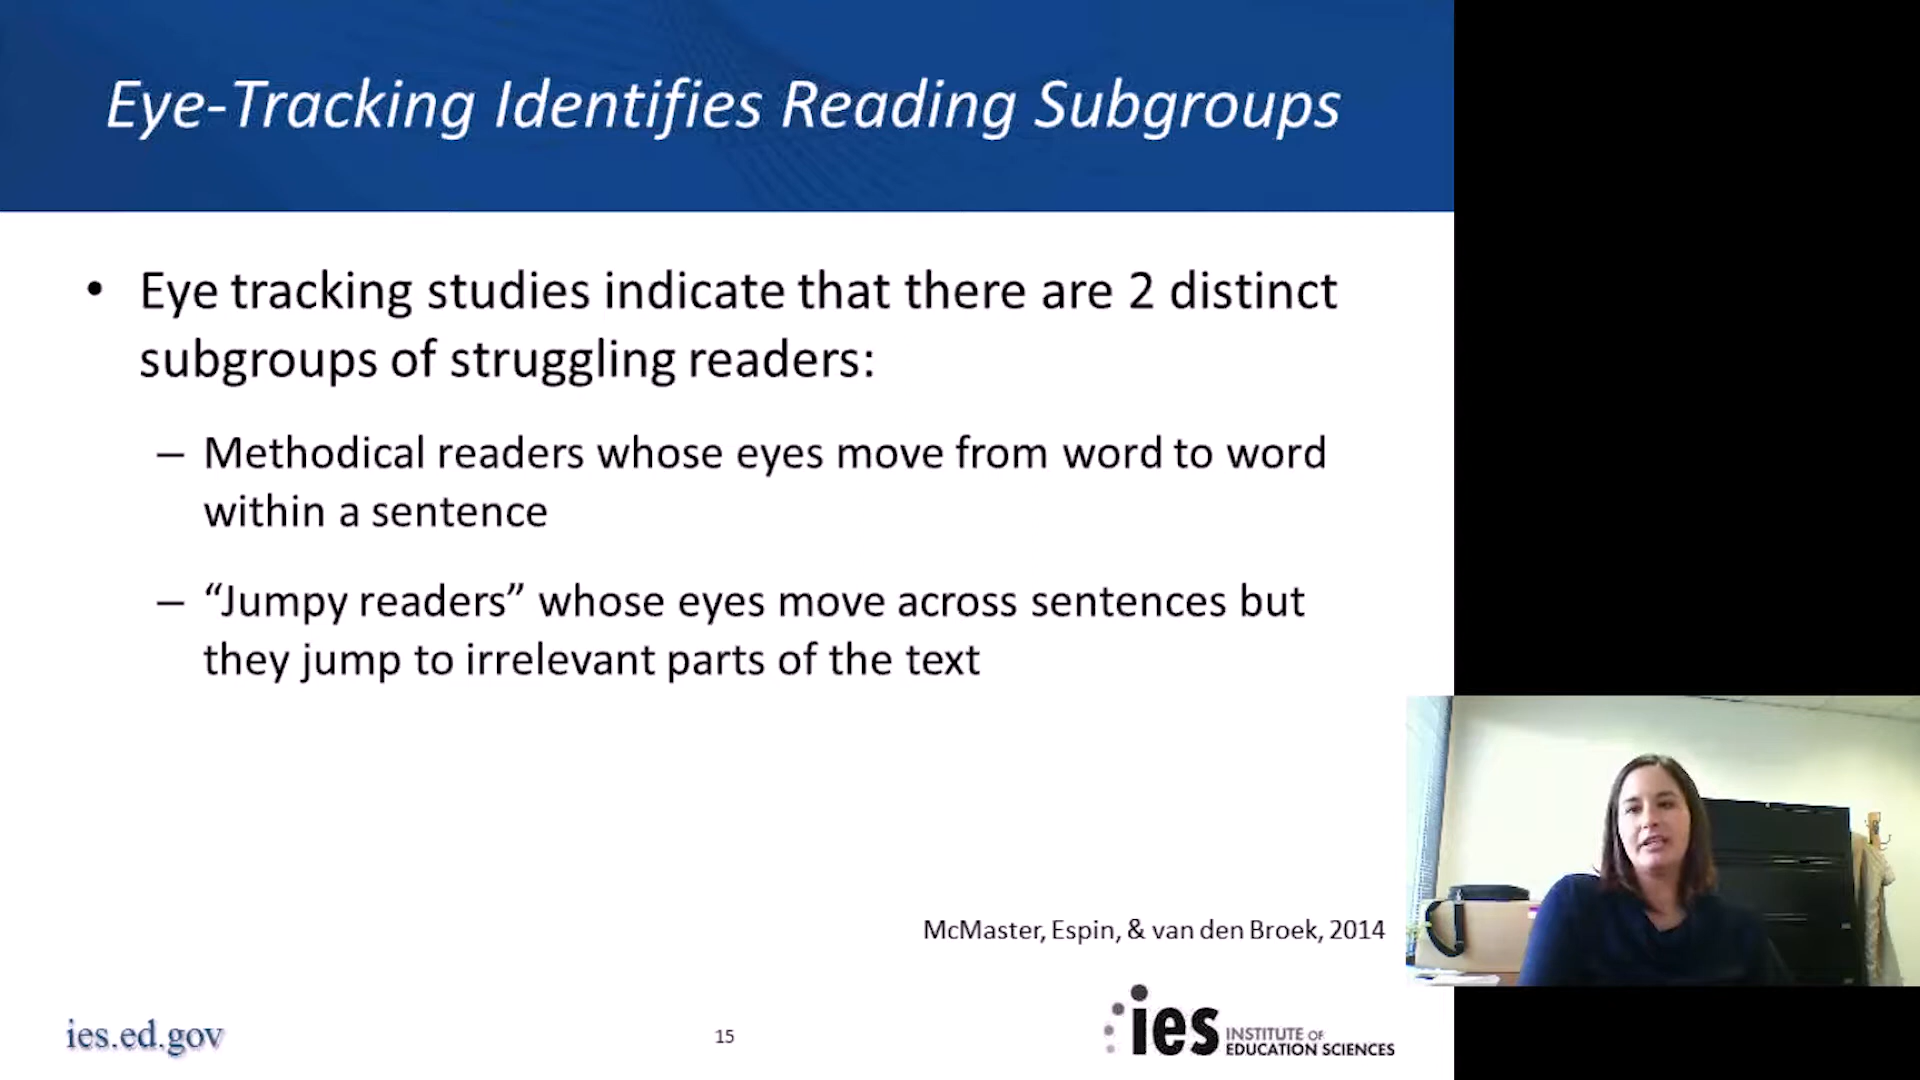 Eye-Tracking Identifies Reading Subgroups
• Eye tracking studies indicate that there are 2 distinct
subgroups of struggling readers:
– Methodical readers whose eyes move from word to word
within a sentence
– “Jumpy readers” whose eyes move across sentences but
they jump to irrelevant parts of the text
McMaster, Espin, & van den Broek, 2014
ies.ed.gov
15
ies INSTITUTE OF
EDUCATION SCIENCES